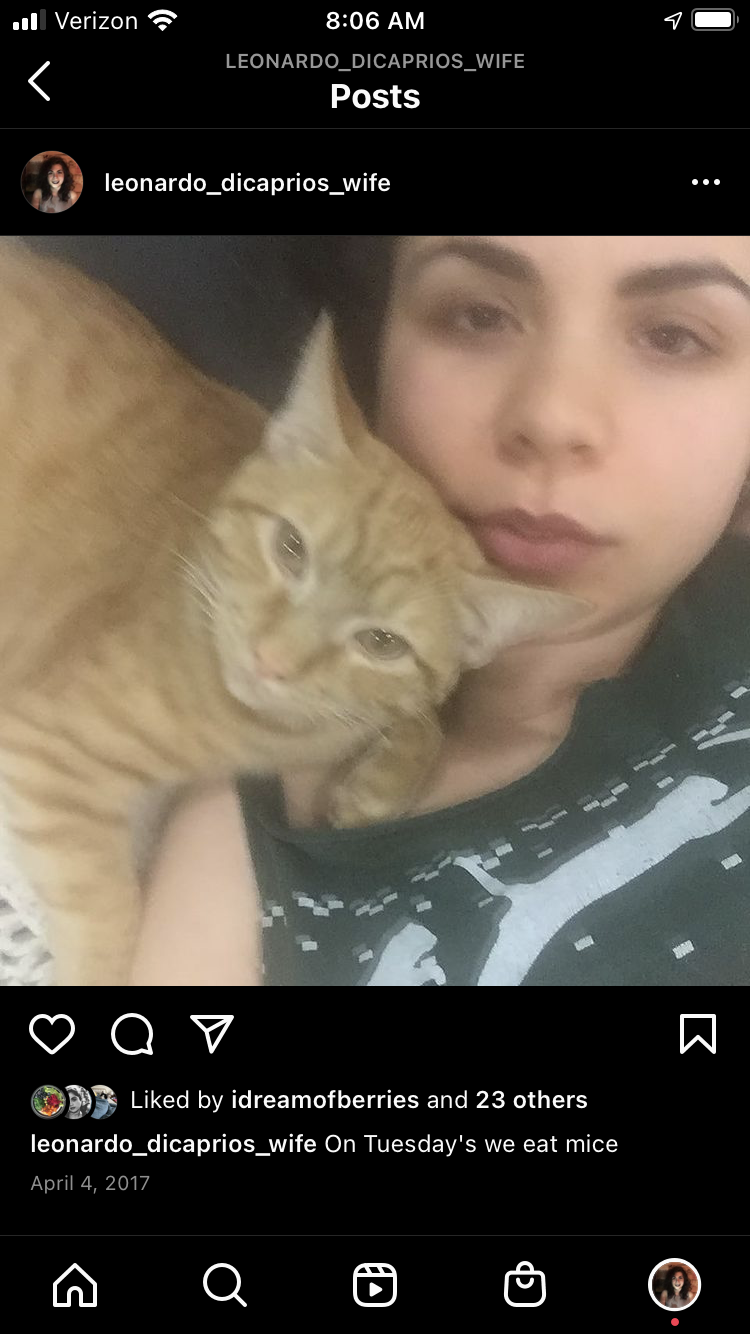 Verizon 8:06 AM
LEONARDO_DICAPRIOS_WIFE
Posts
leonardo_dicaprios_wife
Liked by idreamofberries and 23 others
leonardo_dicaprios_wife On Tuesday's we eat mice
April 4, 2017